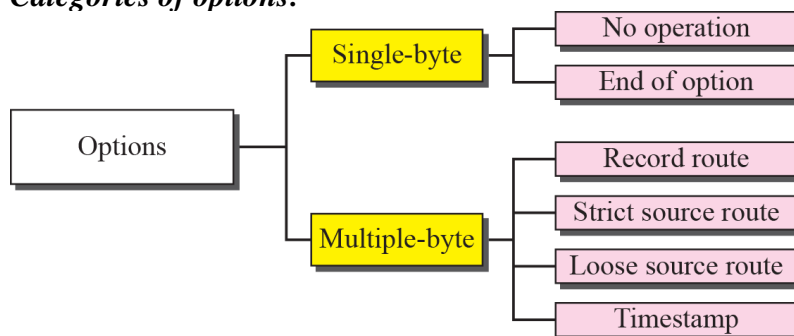 Categories of options:
Single-byte
No operation
End of option
Options
Record route
Strict source route
Multiple-byte
Loose source route
Timestamp